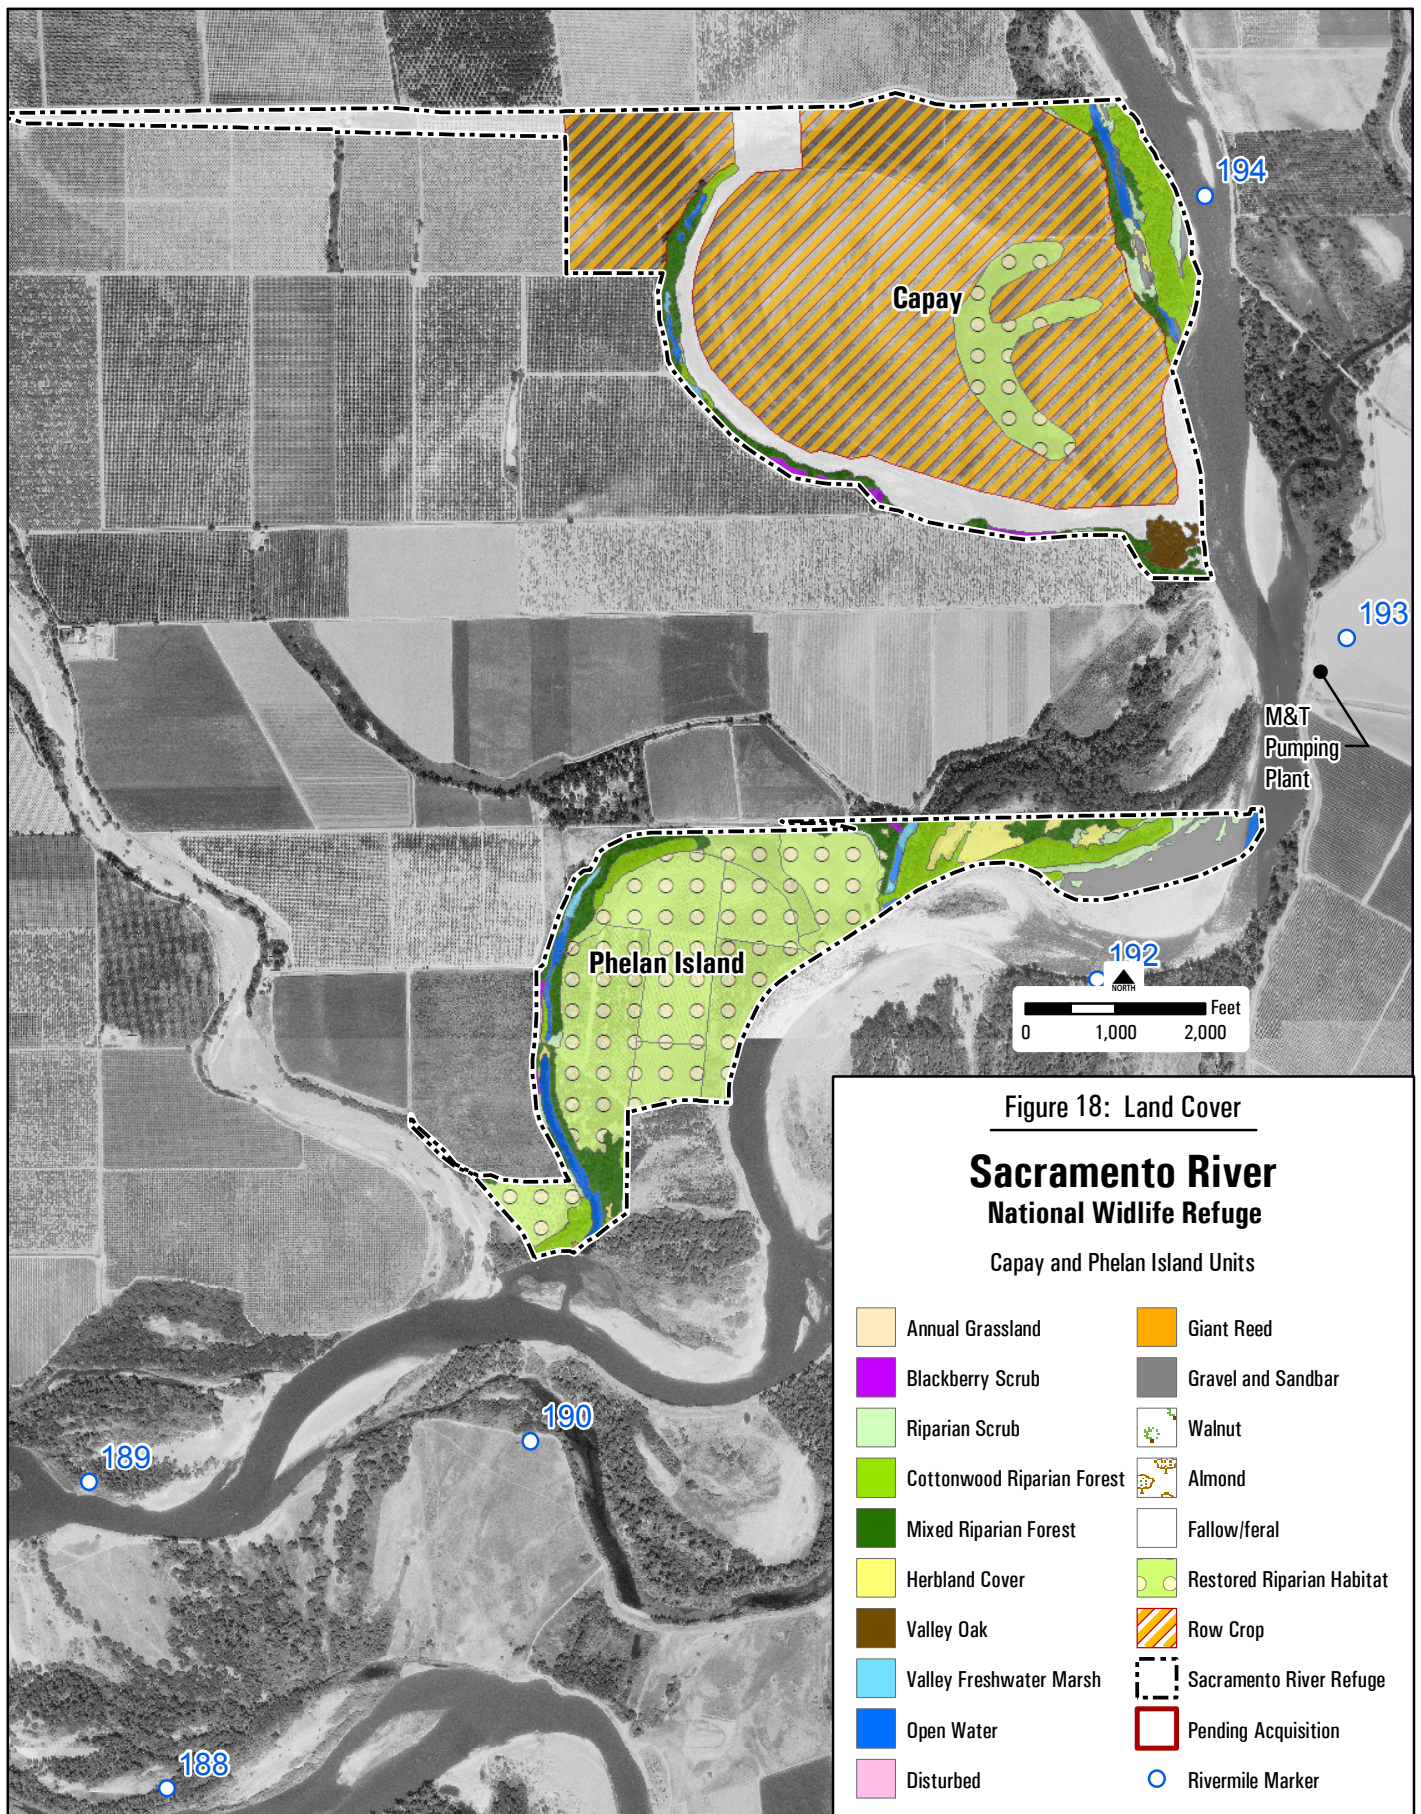 194
Capay
193
M&T
Pumping
Plant
Phelan Island
192
NORTH
Feet
0 1,000 2,000
190
189
188
Figure 18: Land Cover
Sacramento River
National Widlife Refuge
Capay and Phelan Island Units
Annual Grassland
Blackberry Scrub
Riparian Scrub
Cottonwood Riparian Forest
Mixed Riparian Forest
Herbland Cover
Valley Oak
Valley Freshwater Marsh
Open Water
Disturbed
Giant Reed
Gravel and Sandbar
Walnut
Almond
Fallow/feral
Restored Riparian Habitat
Row Crop
Sacramento River Refuge
Pending Acquisition
Rivermile Marker